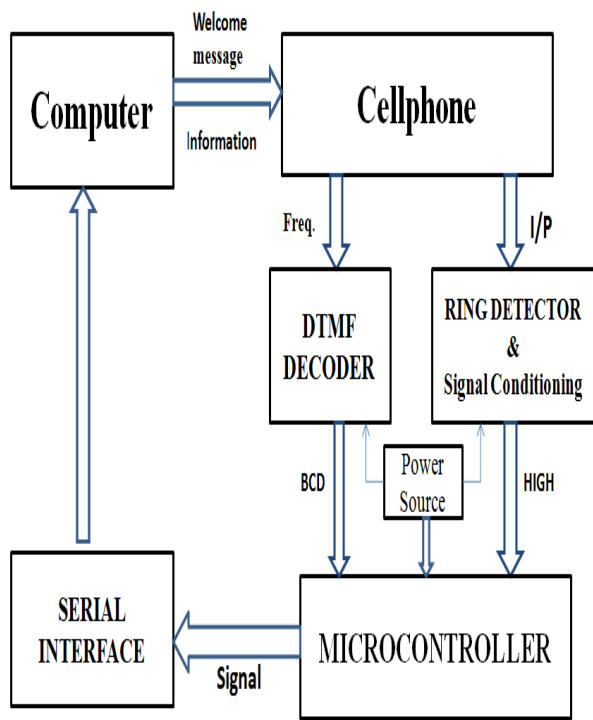 Welcome
message
Computer
Cellphone
Information
Freq.
I/P
DTMF
DECODER
RING DETECTOR
&
Signal Conditioning
BCD
Power
Source
HIGH
SERIAL
INTERFACE
MICROCONTROLLER
Signal